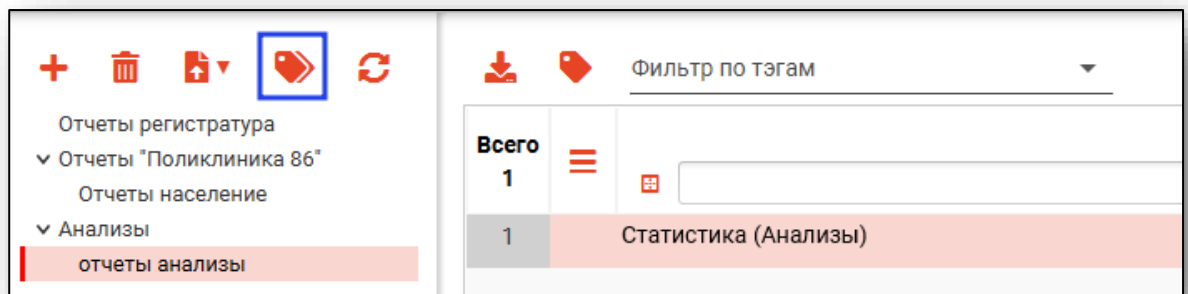 Фильтр по тэгам
Отчеты регистратура
Отчеты "Поликлиника 86"
Отчеты население
Анализы
отчеты анализы
Всего
1
1
Статистика (Анализы)